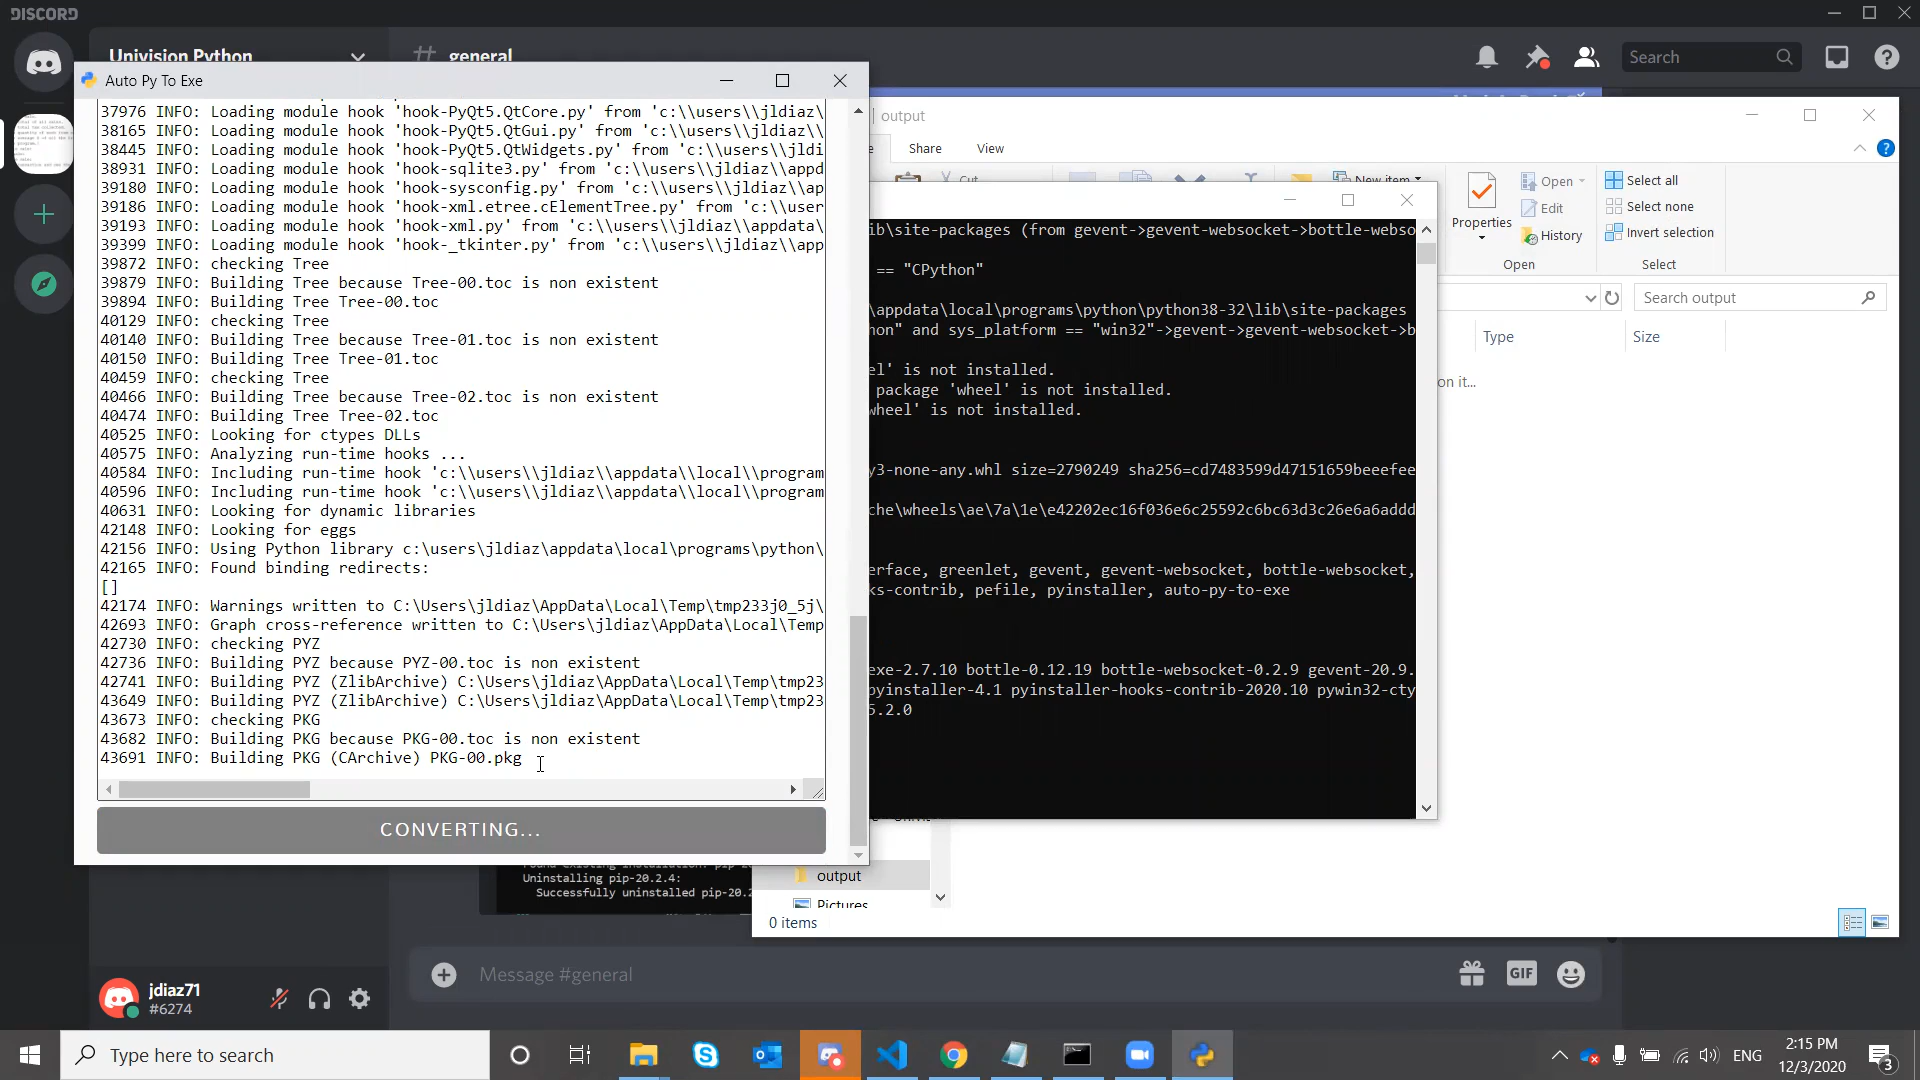 DISCORD
Univision Python
general
Search
Auto Py To Exe
37976 INFO: Loading module hook 'hook-PyQt5.QtCore.py' from 'c:\\users\\jldiaz\\
38165 INFO: Loading module hook 'hook-PyQt5.QtGui.py' from 'c:\\users\\jldiaz\\
38445 INFO: Loading module hook 'hook-PyQt5.QtWidgets.py' from 'c:\\users\\jldi
38931 INFO: Loading module hook 'hook-sqlite3.py' from 'c:\\users\\jldiaz\\appd
39180 INFO: Loading module hook 'hook-sysconfig.py' from 'c:\\users\\jldiaz\\ap
39186 INFO: Loading module hook 'hook-xml.etree.cElementTree.py' from 'c:\\user
39193 INFO: Loading module hook 'hook-xml.py' from 'c:\\users\\jldiaz\\appdata\
39399 INFO: Loading module hook 'hook-_tkinter.py' from 'c:\\users\\jldiaz\\app
39872 INFO: checking Tree
39879 INFO: Building Tree because Tree-00.toc is non existent
39894 INFO: Building Tree Tree-00.toc
40129 INFO: checking Tree
40140 INFO: Building Tree because Tree-01.toc is non existent
40150 INFO: Building Tree Tree-01.toc
40459 INFO: checking Tree
40466 INFO: Building Tree because Tree-02.toc is non existent
40474 INFO: Building Tree Tree-02.toc
40525 INFO: Looking for ctypes DLLs
40575 INFO: Analyzing run-time hooks ...
40584 INFO: Including run-time hook 'c:\\users\\jldiaz\\appdata\\local\\program
40596 INFO: Including run-time hook 'c:\\users\\jldiaz\\appdata\\local\\program
40631 INFO: Looking for dynamic libraries
42148 INFO: Looking for eggs
42156 INFO: Using Python library c:\users\jldiaz\appdata\local\programs\python\
42165 INFO: Found binding redirects:
[]
42174 INFO: Warnings written to C:\Users\jldiaz\AppData\Local\Temp\tmp233j0_5j\
42693 INFO: Graph cross-reference written to C:\Users\jldiaz\AppData\Local\Temp
42730 INFO: checking PYZ
42736 INFO: Building PYZ because PYZ-00.toc is non existent
42741 INFO: Building PYZ (ZlibArchive) C:\Users\jldiaz\AppData\Local\Temp\tmp23
43649 INFO: Building PYZ (ZlibArchive) C:\Users\jldiaz\AppData\Local\Temp\tmp23
43673 INFO: checking PKG
43682 INFO: Building PKG because PKG-00.toc is non existent
43691 INFO: Building PKG (CArchive) PKG-00.pkg
CONVERTING...
output
Share View
Cut
New item
Properties
Open
Edit
History
Open
Select all
Select none
Invert selection
Select
Search output
Type Size
on it...
ib\site-packages (from gevent->gevent-websocket->bottle-webso
== "CPython"
\appdata\local\programs\python\python38-32\lib\site-packages
hon" and sys_platform == "win32"->gevent->gevent-websocket->b
el' is not installed.
package 'wheel' is not installed.
wheel' is not installed.
y3-none-any.whl size=2790249 sha256=cd7483599d47151659beeefee
che\wheels\ae\7a\1e\e42202ec16f036e6c25592c6bc63d3c26e6a6addd
erface, greenlet, gevent, gevent-websocket, bottle-websocket,
ks-contrib, pefile, pyinstaller, auto-py-to-exe
exe-2.7.10 bottle-0.12.19 bottle-websocket-0.2.9 gevent-20.9.
pyinstaller-4.1 pyinstaller-hooks-contrib-2020.10 pywin32-cty
5.2.0
Uninstalling pip-20.2.4:
Successfully uninstalled pip-20.2
output
Pictures
0 items
Message #general
GIF
jdiaz71
#6274
Type here to search
ENG
2:15 PM
12/3/2020
3